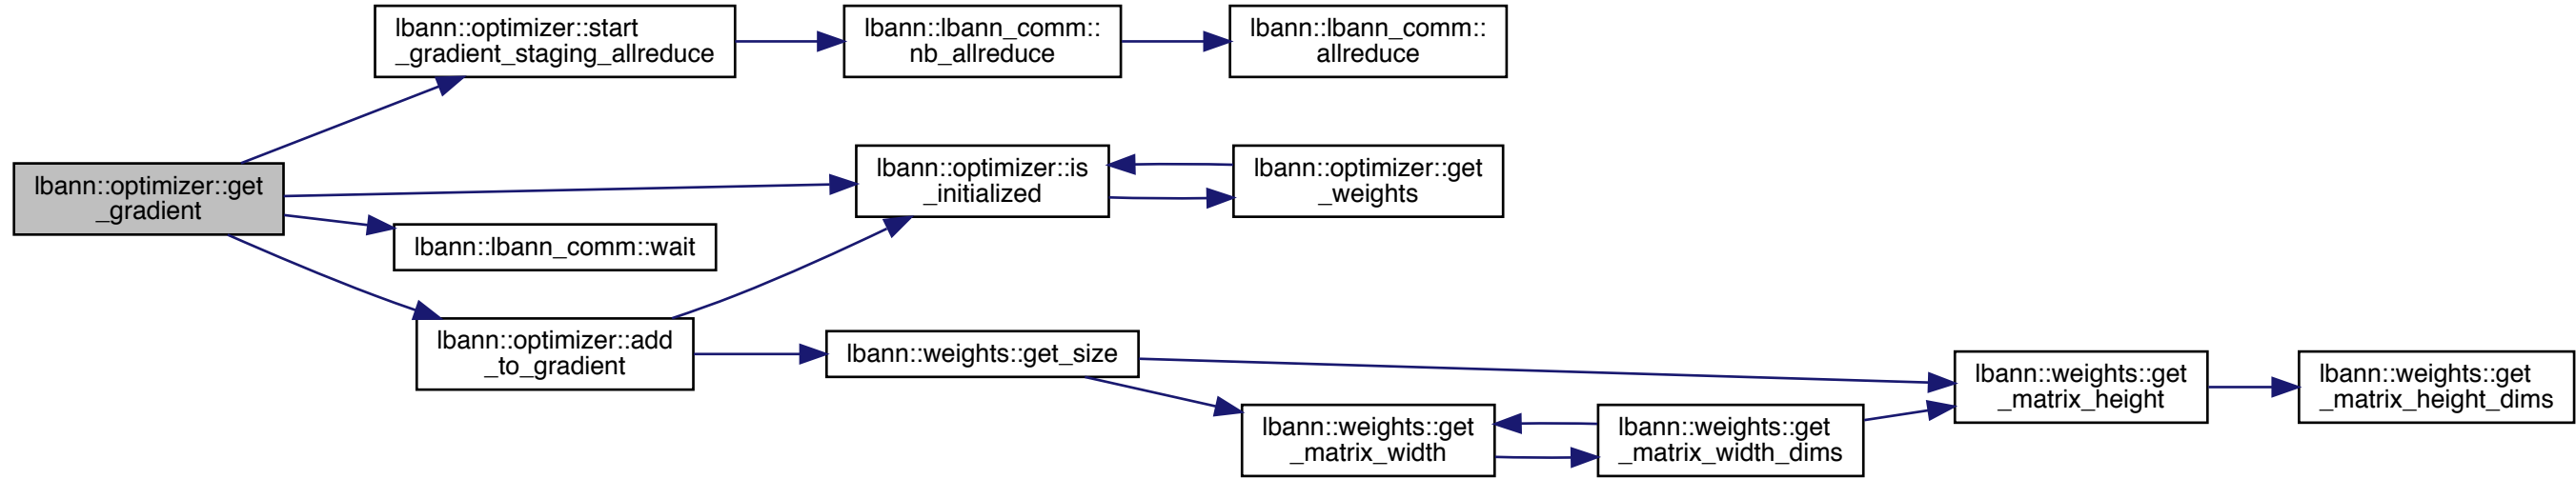 lbann::optimizer::start
_gradient_staging_allreduce
lbann::lbann_comm::
nb_allreduce
lbann::lbann_comm::
allreduce
lbann::optimizer::get
_gradient
lbann::optimizer::is
_initialized
lbann::optimizer::get
_weights
lbann::lbann_comm::wait
lbann::optimizer::add
_to_gradient
lbann::weights::get_size
lbann::weights::get
_matrix_width
lbann::weights::get
_matrix_width_dims
lbann::weights::get
_matrix_height
lbann::weights::get
_matrix_height_dims